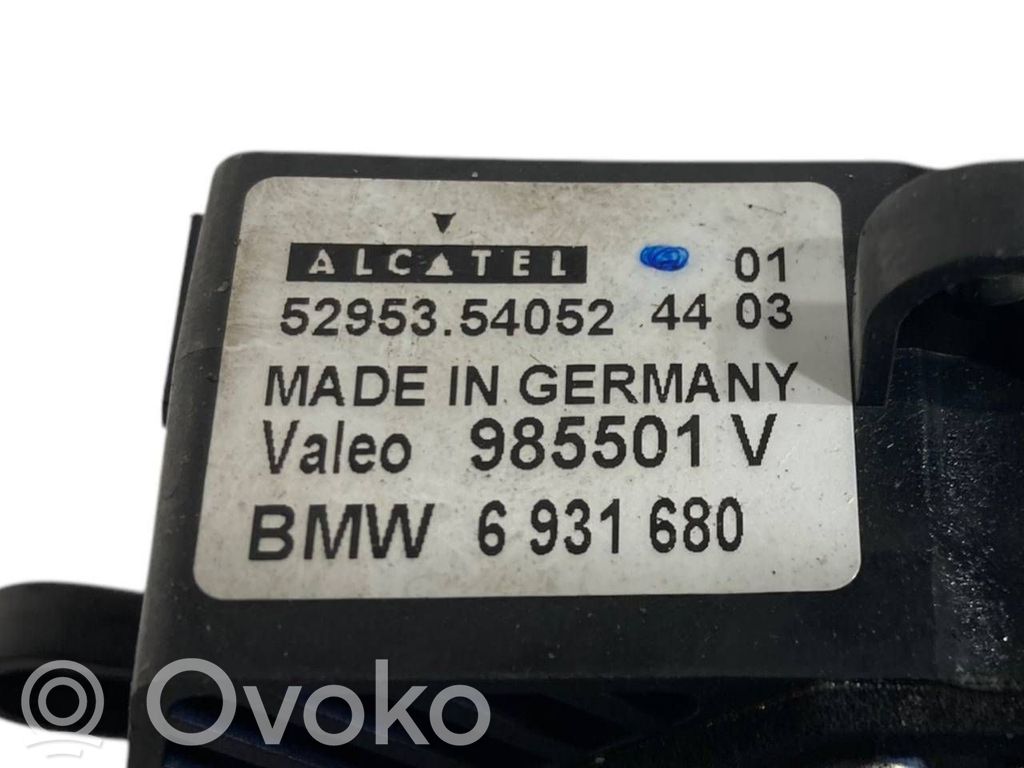 ALCATEL 01
52953.54052 44 03
MADE IN GERMANY
Valeo 985501 V
BMW 6 931 680
Ovoko